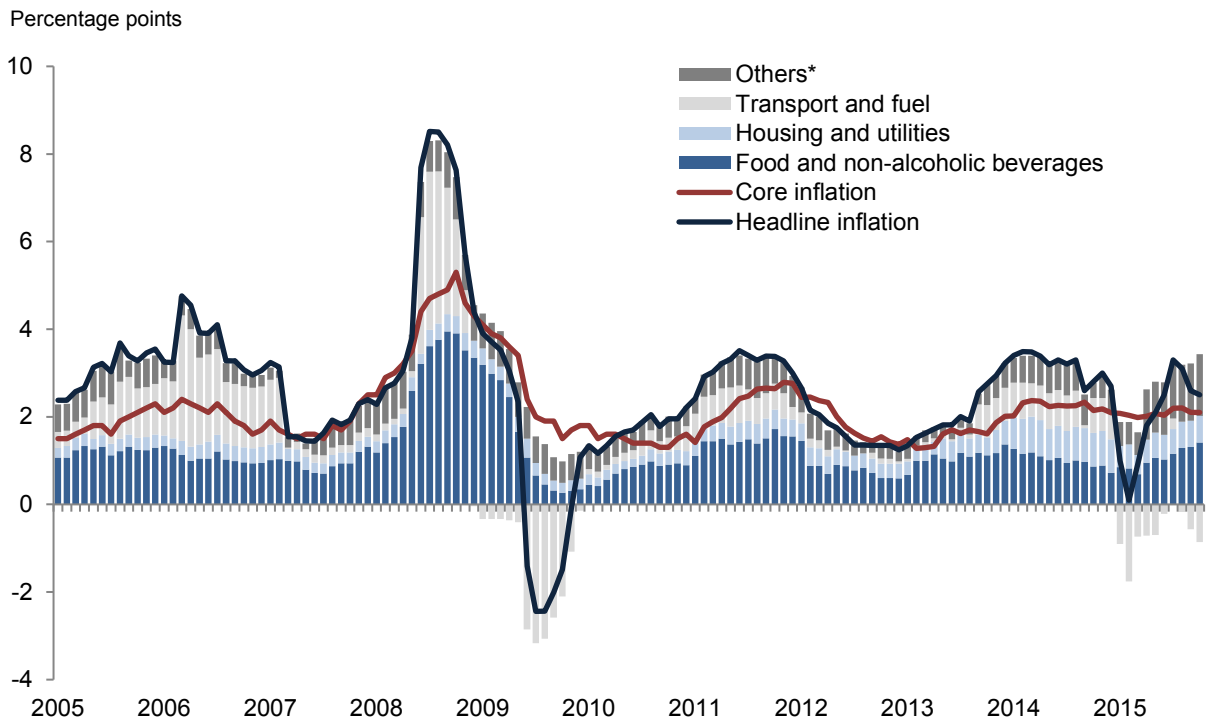 Percentage points
10
8
6
4
2
0
-2
-4
Others*
Transport and fuel
Housing and utilities
Food and non-alcoholic beverages
Core inflation
Headline inflation
2005 2006 2007 2008 2009 2010 2011 2012 2013 2014 2015